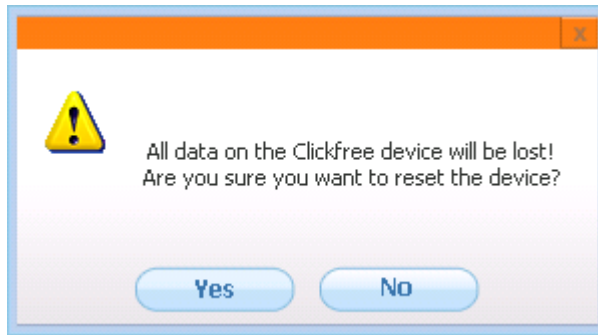 x
All data on the Clickfree device will be lost!
Are you sure you want to reset the device?
Yes No